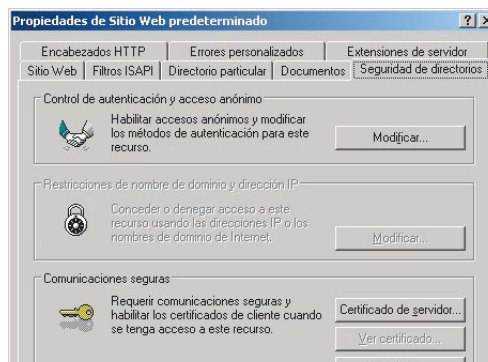 Propiedades de Sitio Web predeterminado
Encabezados HTTP
Errores personalizados
Extensiones de servidor
Sitio Web
Filtros ISAPI
Directorio particular
Documentos
Seguridad de directorios
Control de autenticación y acceso anónimo
Habilitar accesos anónimos y modificar
los métodos de autenticación para este
recurso.
Modificar...
Restricciones de nombre de dominio y dirección IP
Conceder o denegar acceso a este
recurso usando las direcciones IP o los
nombres de dominio de Internet.
Modificar...
Comunicaciones seguras
Requerir comunicaciones seguras y
habilitar los certificados de cliente cuando
se tenga acceso a este recurso.
Certificado de servidor...
Ver certificado...